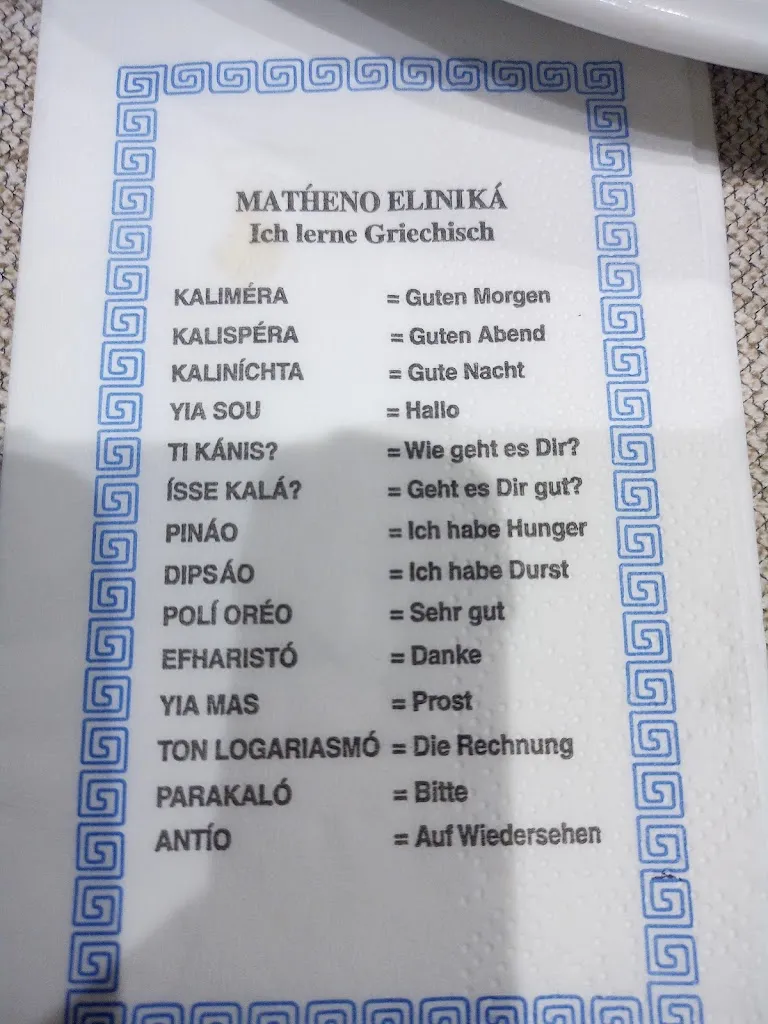 MATH́ENO ELINIKÁ
Ich lerne Griechisch
KALIMÉRA = Guten Morgen
KALISPÉRA = Guten Abend
KALINÍCHTA = Gute Nacht
YIA SOU = Hallo
TI KÁNIS? = Wie geht es Dir?
ÍSSE KALÁ? = Geht es Dir gut?
PINÁO = Ich habe Hunger
DIPSÁO = Ich habe Durst
POLÍ ORÉO = Sehr gut
EFHARISTÓ = Danke
YIA MAS = Prost
TON LOGARIASMÓ = Die Rechnung
PARAKALÓ = Bitte
ANTÍO = Auf Wiedersehen